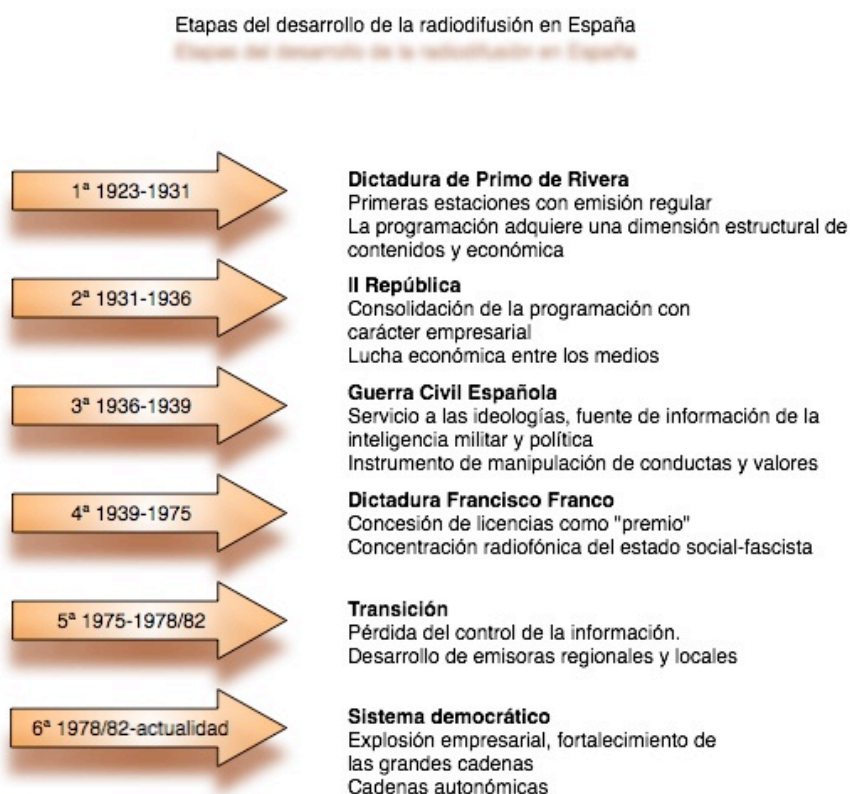 Etapas del desarrollo de la radiodifusión en España
1ª 1923-1931
Dictadura de Primo de Rivera
Primeras estaciones con emisión regular
La programación adquiere una dimensión estructural de
contenidos y económica
2ª 1931-1936
II República
Consolidación de la programación con
carácter empresarial
Lucha económica entre los medios
3ª 1936-1939
Guerra Civil Española
Servicio a las ideologías, fuente de información de la
inteligencia militar y política
Instrumento de manipulación de conductas y valores
4ª 1939-1975
Dictadura Francisco Franco
Concesión de licencias como "premio"
Concentración radiofónica del estado social-fascista
5ª 1975-1978/82
Transición
Pérdida del control de la información.
Desarrollo de emisoras regionales y locales
6ª 1978/82-actualidad
Sistema democrático
Explosión empresarial, fortalecimiento de
las grandes cadenas
Cadenas autonómicas